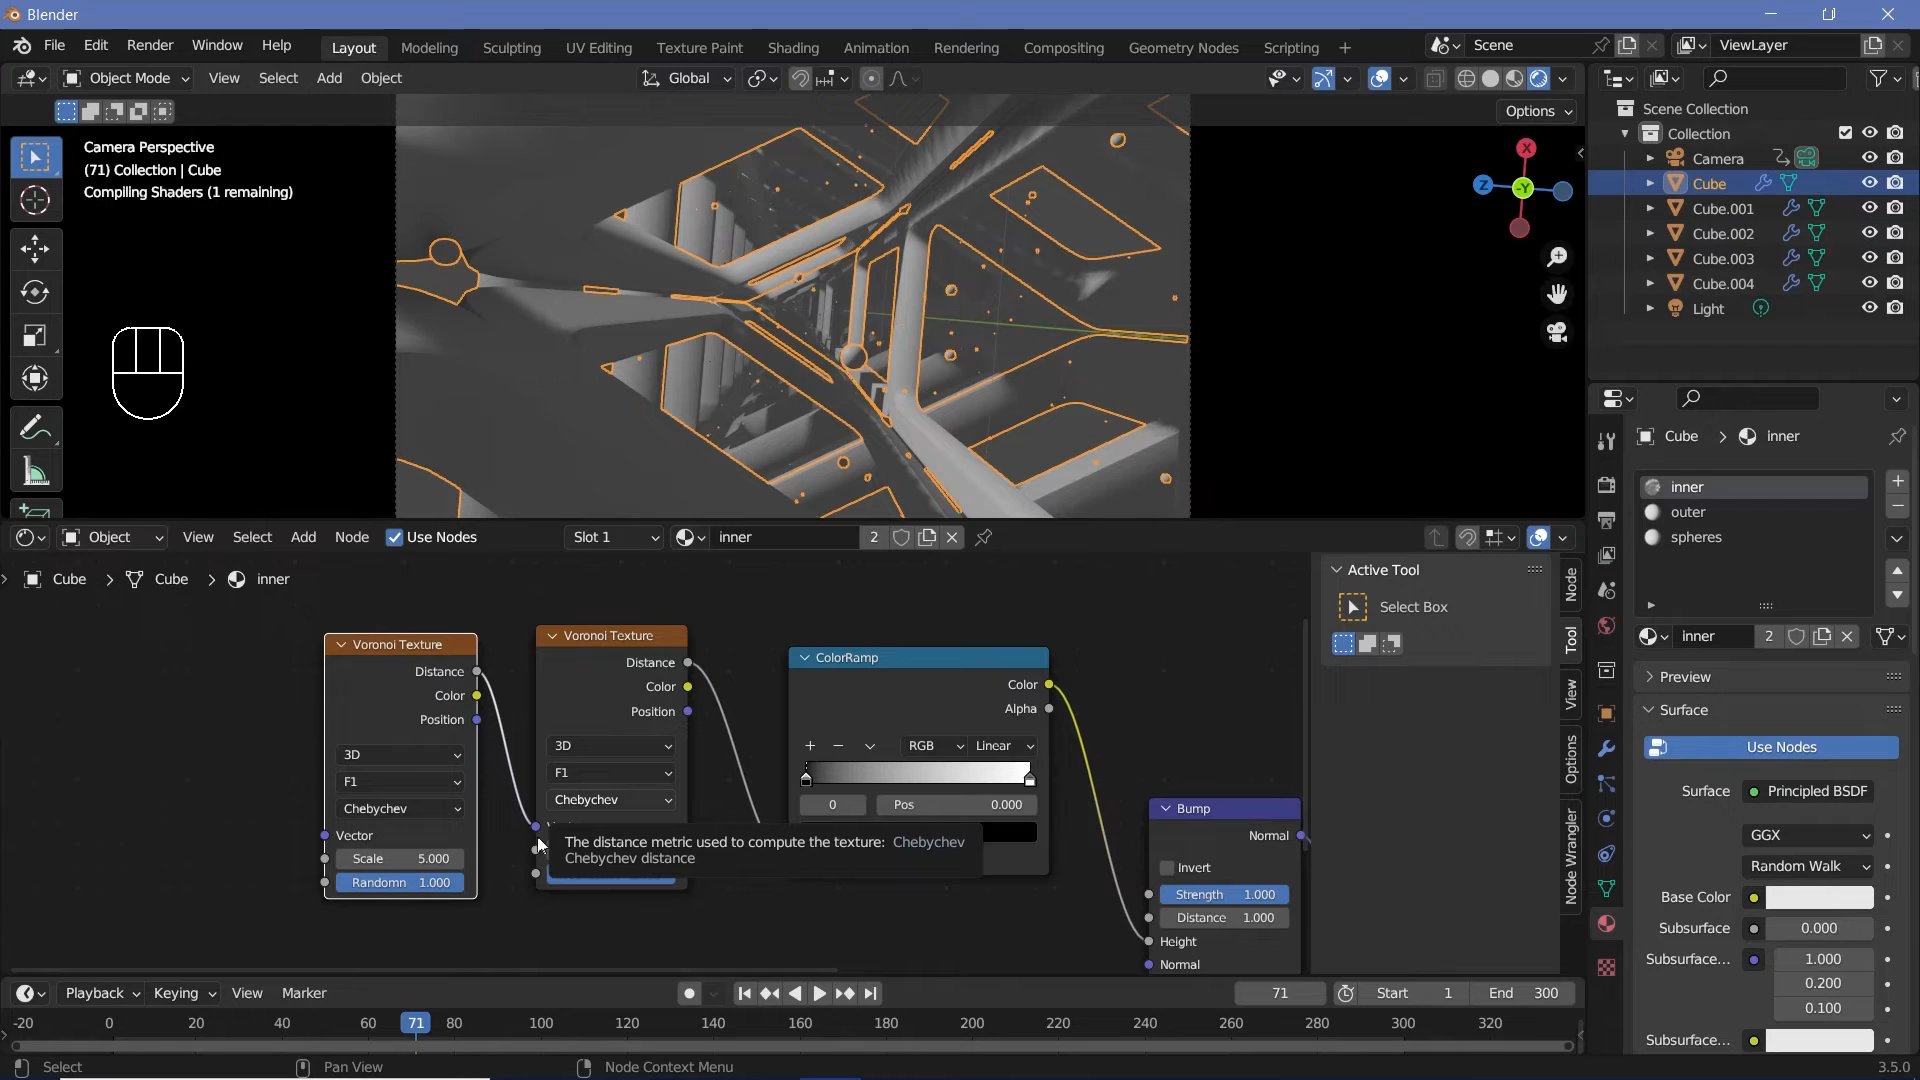 Blender
File Edit Render Window Help
Layout Modeling Sculpting UV Editing Texture Paint Shading Animation Rendering Compositing Geometry Nodes Scripting +
Scene
ViewLayer
Object Mode View Select Add Object
Global
Options
Camera Perspective
(71) Collection | Cube
Compiling Shaders (1 remaining)
X
Z
-Y
Scene Collection
Collection
Camera
Cube
Cube.001
Cube.002
Cube.003
Cube.004
Light
Object View Select Add Node Use Nodes Slot 1 inner 2
Cube > Cube > inner
Voronoi Texture
Distance
Color
Position
3D
F1
Chebychev
Vector
Scale 5.000
Randomn 1.000
Voronoi Texture
Distance
Color
Position
3D
F1
Chebychev
The distance metric used to compute the texture: Chebychev
Chebychev distance
ColorRamp
Color
Alpha
+ − RGB Linear
0 Pos 0.000
Bump
Normal
Invert
Strength 1.000
Distance 1.000
Height
Normal
Active Tool
Select Box
Node
Tool
View
Options
Node Wrangler
Cube > inner
inner
outer
spheres
inner 2
Preview
Surface
Use Nodes
Surface Principled BSDF
GGX
Random Walk
Base Color
Subsurface 0.000
Subsurface... 1.000
0.200
0.100
Subsurface...
Playback Keying View Marker
71 Start 1 End 300
-20 0 20 40 60 71 80 100 120 140 160 180 200 220 240 260 280 300 320
Select Pan View Node Context Menu 3.5.0